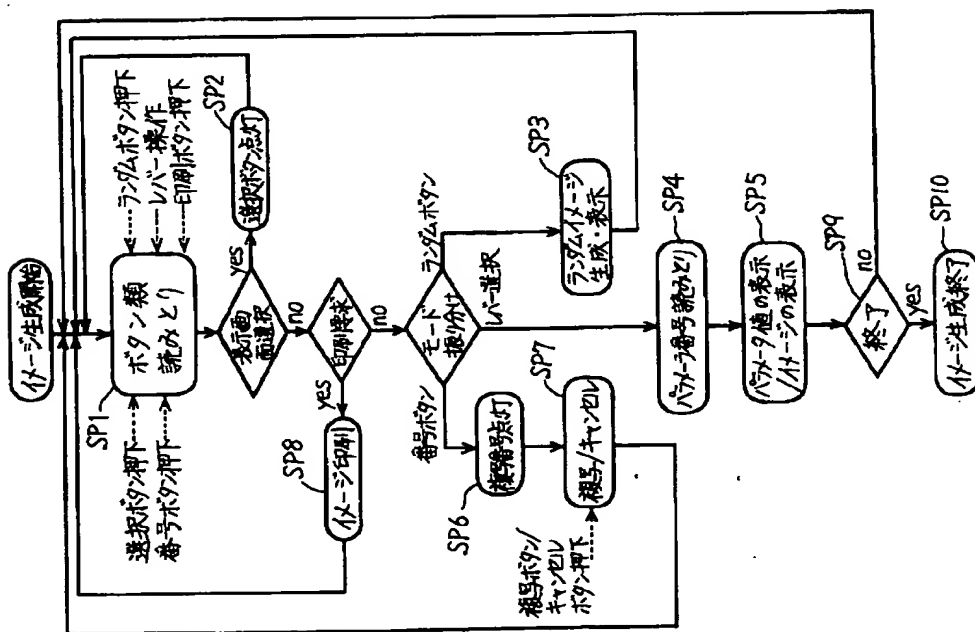 イメージ生成開始
SP1
ボタン類
読みとり
選択ボタン押下
番号ボタン押下
ランダムボタン押下
レバー操作
印刷ボタン押下
表示画
面選択
yes
no
SP2
選択ボタン点灯
印刷要求
yes
no
SP8
イメージ印刷
モード
振り分け
番号ボタン
ランダムボタン
レバー選択
SP3
ランダムイメージ
生成・表示
SP6
複写番号点灯
SP7
複写/キャンセル
複写ボタン/
キャンセル
ボタン押下
SP4
パラメータ番号読みとり
SP5
パラメータ値の表示
/イメージの表示
SP9
終了
no
yes
SP10
イメージ生成終了